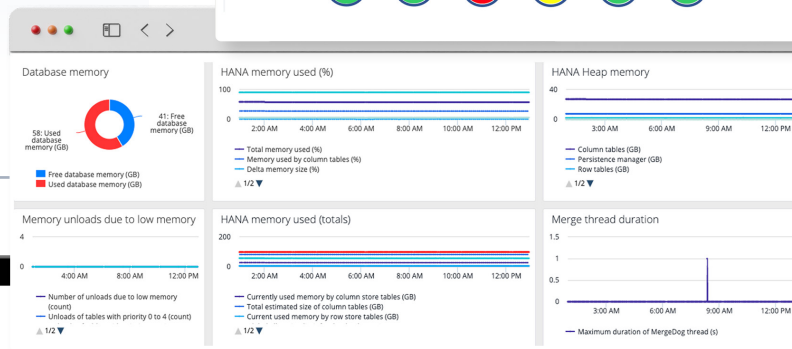 Database memory
58: Used
database
memory (GB)
41: Free
database
memory (GB)
Free database memory (GB)
Used database memory (GB)
HANA memory used (%)
100
0
2:00 AM 4:00 AM 6:00 AM 8:00 AM 10:00 AM 12:00 PM
Total memory used (%)
Memory used by column tables (%)
Delta memory size (%)
1/2
HANA Heap memory
40
0
3:00 AM 6:00 AM 9:00 AM 12:00 PM
Column tables (GB)
Persistence manager (GB)
Row tables (GB)
1/2
Memory unloads due to low memory
4
0
4:00 AM 8:00 AM 12:00 PM
Number of unloads due to low memory
(count)
Unloads of tables with priority 0 to 4 (count)
1/2
HANA memory used (totals)
200
0
2:00 AM 4:00 AM 6:00 AM 8:00 AM 10:00 AM 12:00 PM
Currently used memory by column store tables (GB)
Total estimated size of column tables (GB)
Current used memory by row store tables (GB)
1/2
Merge thread duration
1.5
1
0.5
0
3:00 AM 6:00 AM 9:00 AM 12:00 PM
Maximum duration of MergeDog thread (s)